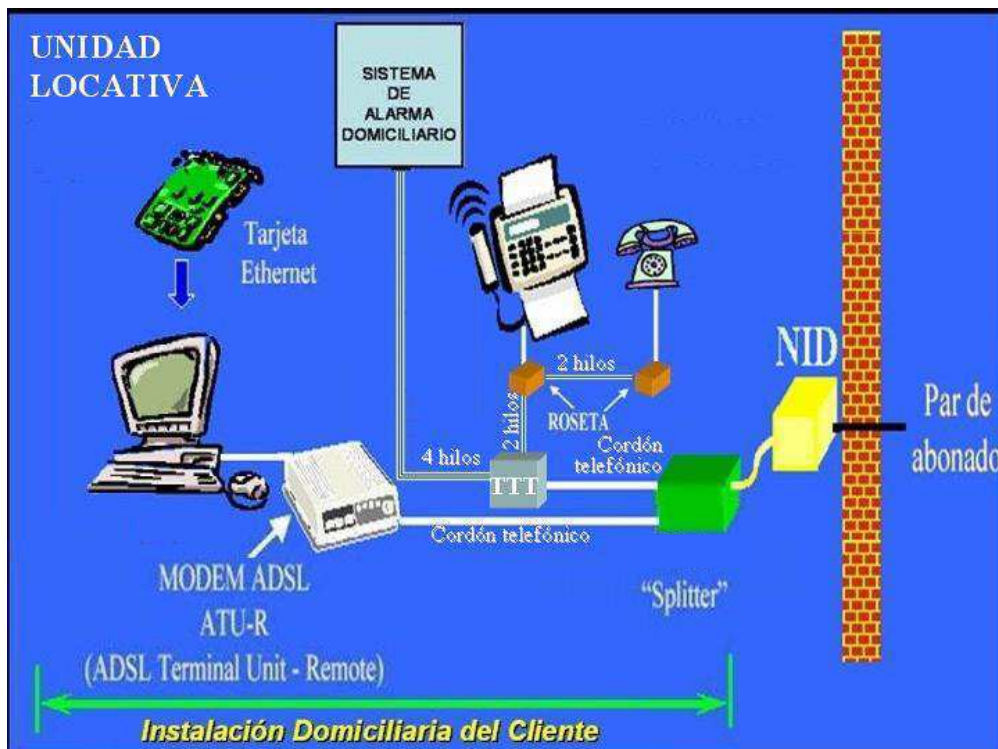 UNIDAD
LOCATIVA
SISTEMA
DE
ALARMA
DOMICILIARIO
Tarjeta
Ethernet
NID
2 hilos
ROSETA
2 hilos
Par de
abonado
Cordón
telefónico
4 hilos
TTT
Cordón telefónico
MODEM ADSL
ATU-R
(ADSL Terminal Unit - Remote)
“Splitter”
Instalación Domiciliaria del Cliente